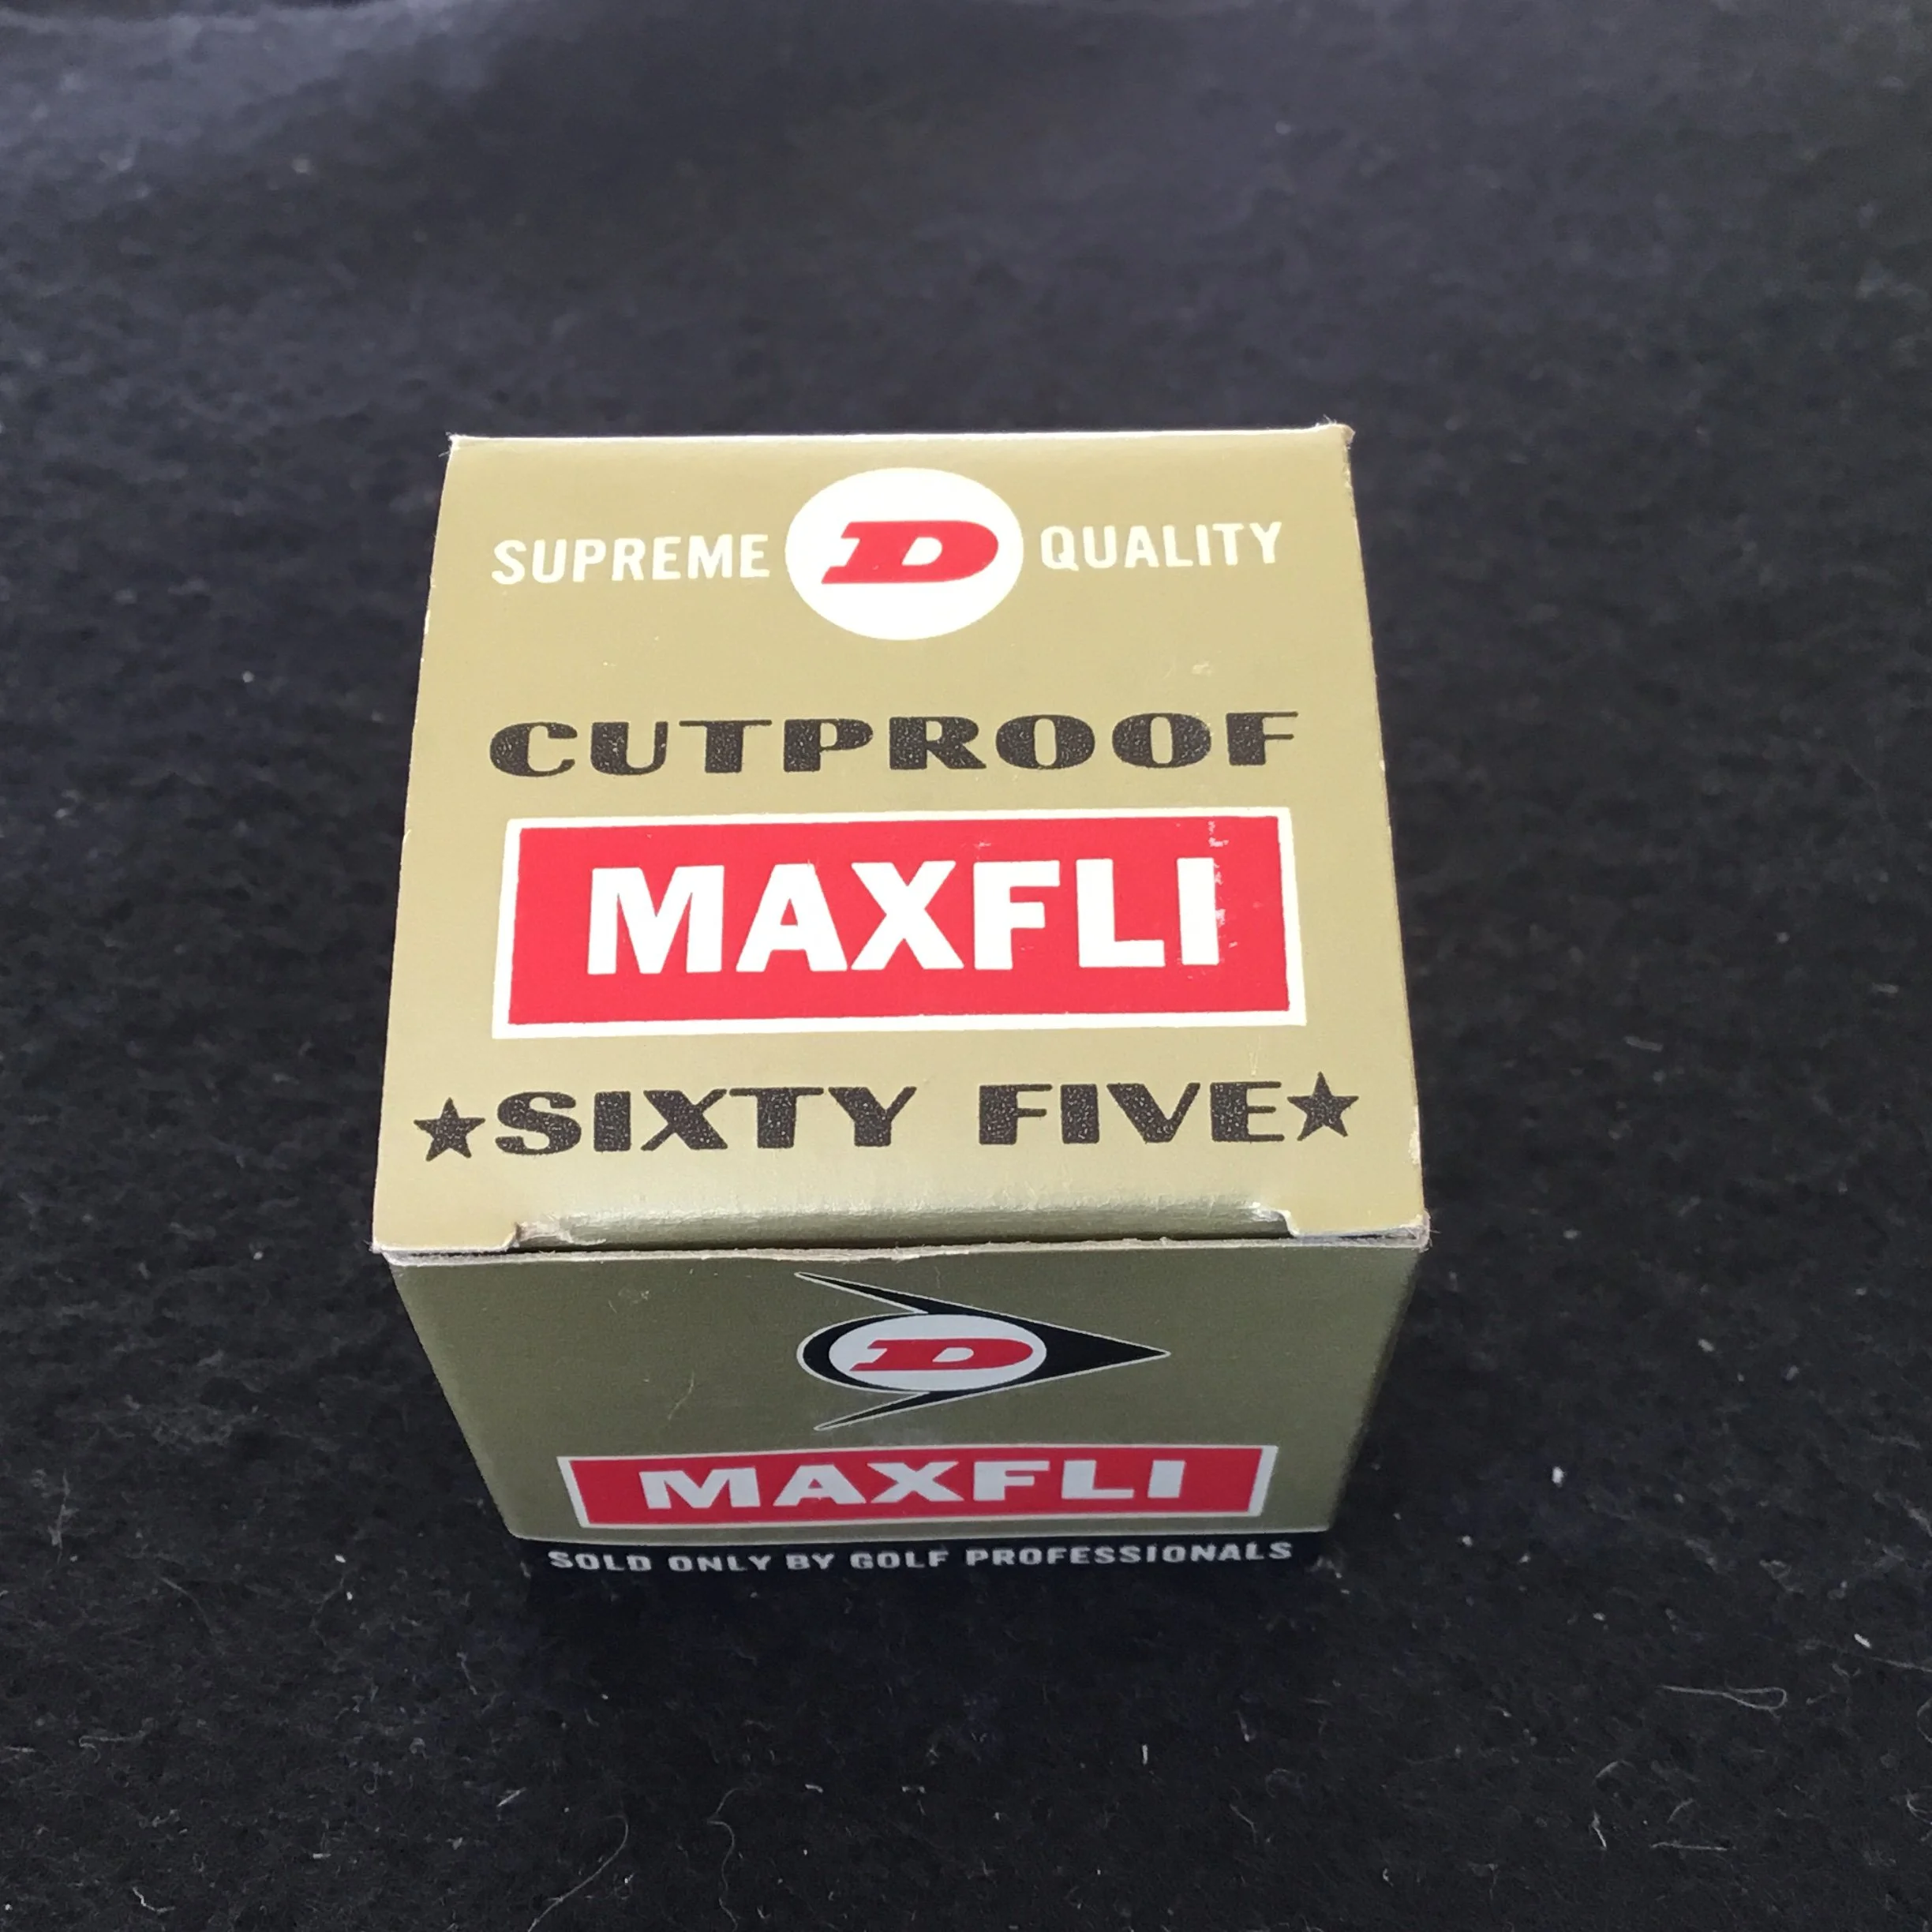 SUPREME D QUALITY
CUTPROOF
MAXFLI
★SIXTY FIVE★
D
MAXFLI
SOLD ONLY BY GOLF PROFESSIONALS